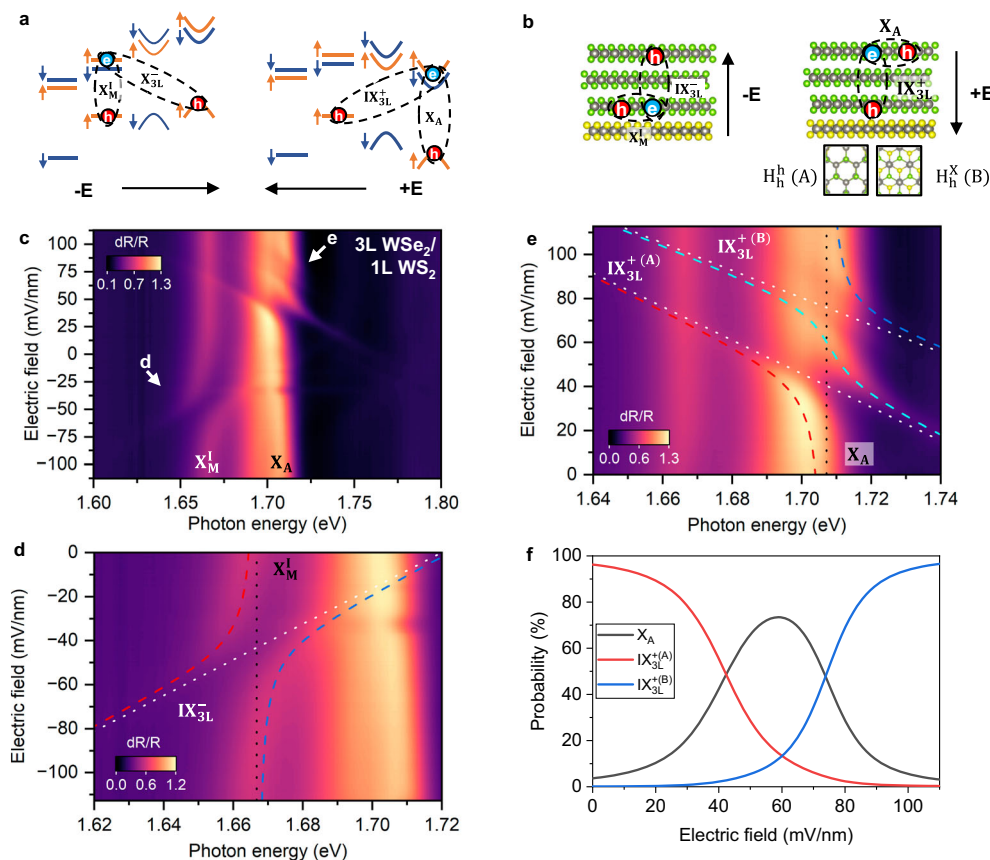 a
e
h
h
X_M^I
X_3L^-
-E
IX_3L^+
e
h
h
X_A
+E
b
h
IX_3L^-
h
e
X_M^I
-E
X_A
e
h
IX_3L^+
h
+E
H_h^h (A)
H_h^X (B)
c
dR/R
0.1 0.7 1.3
e
3L WSe₂/
1L WS₂
d
X_M^I
X_A
Electric field (mV/nm)
100
75
50
25
0
−25
−50
−75
−100
1.60 1.65 1.70 1.75 1.80
Photon energy (eV)
e
IX_3L^+ (A)
IX_3L^+ (B)
dR/R
0.0 0.6 1.3
X_A
Electric field (mV/nm)
100
80
60
40
20
0
1.64 1.66 1.68 1.70 1.72 1.74
Photon energy (eV)
d
X_M^I
IX_3L^-
dR/R
0.0 0.6 1.2
Electric field (mV/nm)
0
−20
−40
−60
−80
−100
1.62 1.64 1.66 1.68 1.70 1.72
Photon energy (eV)
f
X_A
IX_3L^+(A)
IX_3L^+(B)
Probability (%)
100
80
60
40
20
0
0 20 40 60 80 100
Electric field (mV/nm)